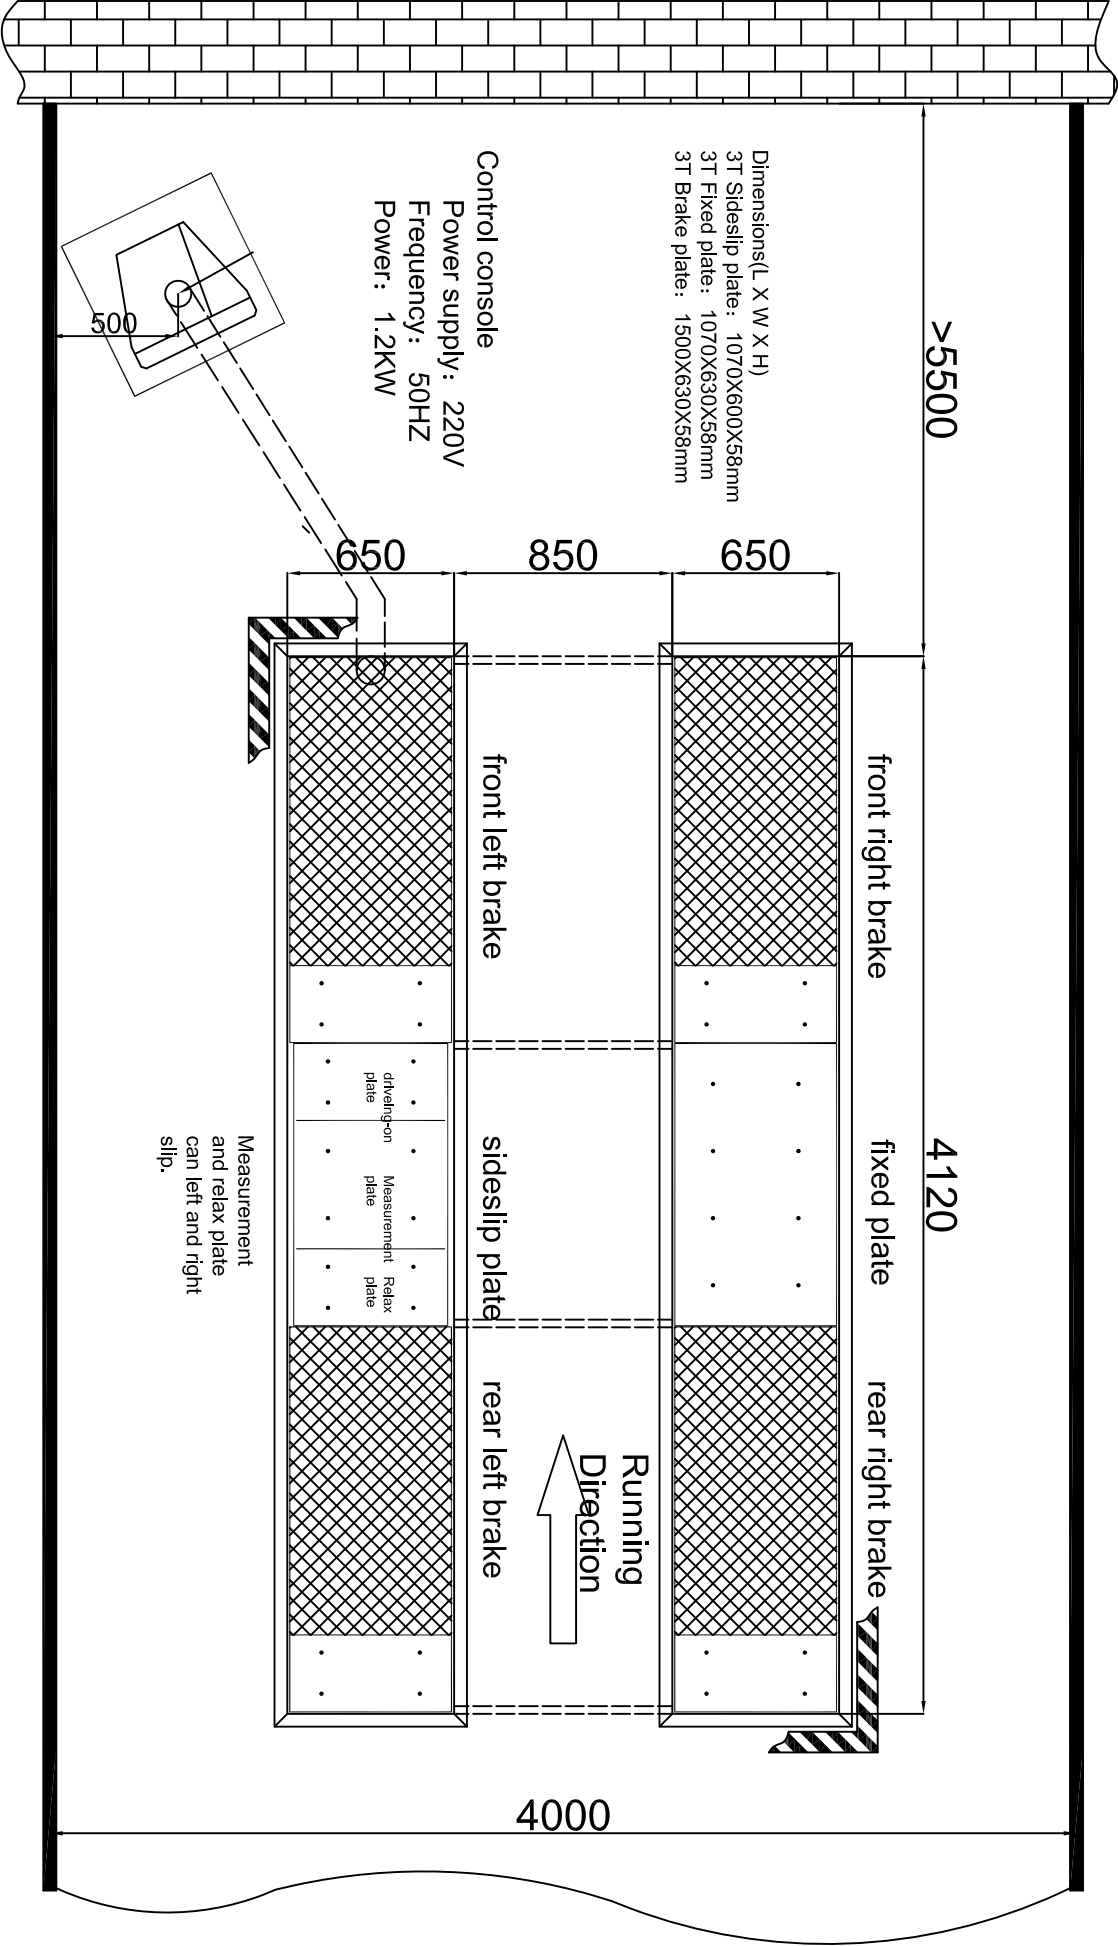 Dimensions(L X W X H)
3T Sideslip plate：1070X600X58mm
3T Fixed plate：1070X630X58mm
3T Brake plate：1500X630X58mm
Control console
Power supply：220V
Frequency：50HZ
Power：1.2KW
>5500
500
650
850
650
4120
front right brake
fixed plate
rear right brake
Running
Direction
front left brake
sideslip plate
rear left brake
driveing-on
plate
Measurement
plate
Relax
plate
Measurement
and relax plate
can left and right
slip.
4000